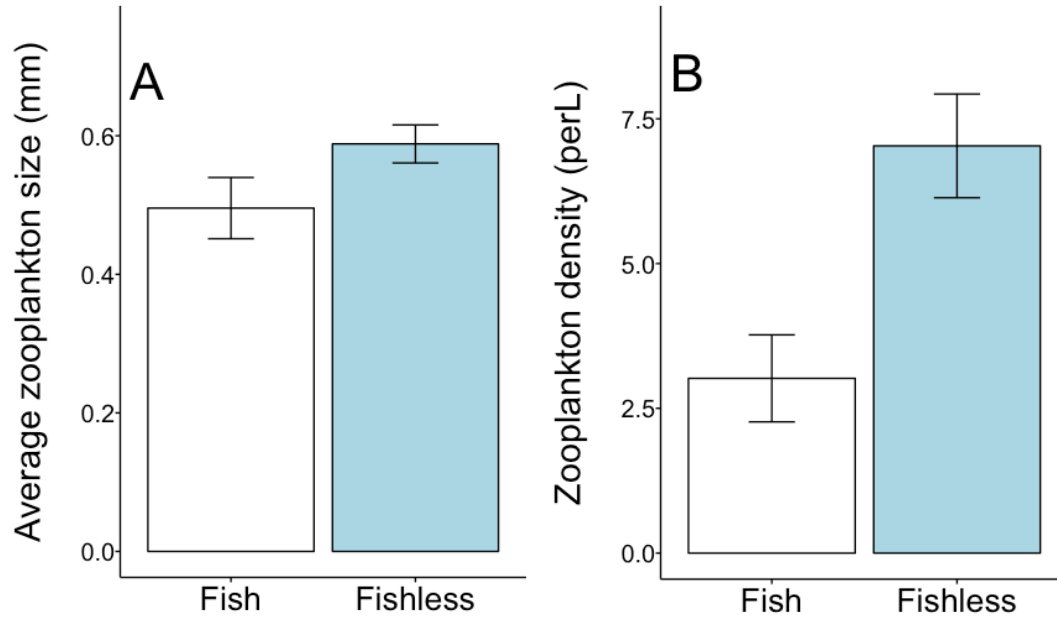 A
Average zooplankton size (mm)
0.6
0.4
0.2
0.0
Fish
Fishless
B
Zooplankton density (perL)
7.5
5.0
2.5
0.0
Fish
Fishless